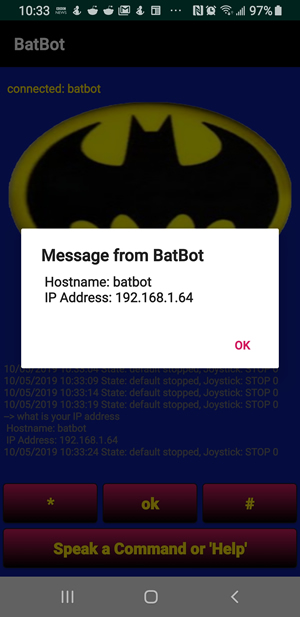 10:33
BBC
NEWS
97%
BatBot
connected: batbot
Message from BatBot
Hostname: batbot
IP Address: 192.168.1.64
OK
10/05/2019 10:33:04 State: default stopped, Joystick: STOP 0
10/05/2019 10:33:09 State: default stopped, Joystick: STOP 0
10/05/2019 10:33:14 State: default stopped, Joystick: STOP 0
10/05/2019 10:33:19 State: default stopped, Joystick: STOP 0
--> what is your IP address
Hostname: batbot
IP Address: 192.168.1.64
10/05/2019 10:33:24 State: default stopped, Joystick: STOP 0
* ok #
Speak a Command or 'Help'